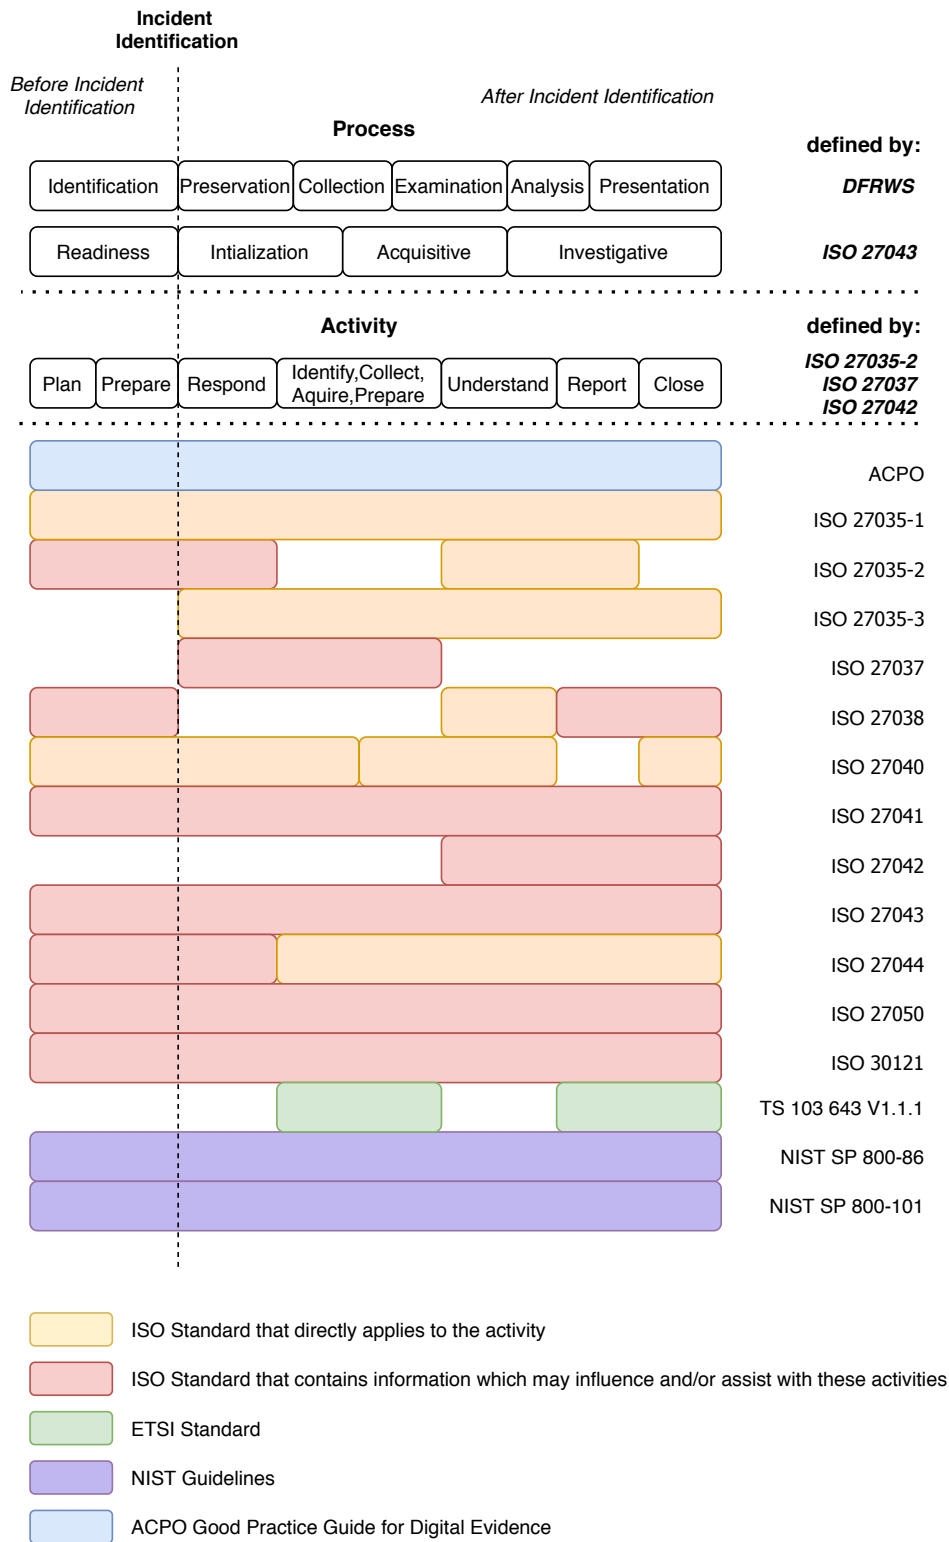 Incident
Identification
Before Incident
Identification
After Incident Identification
Process
defined by:
Identification
Preservation
Collection
Examination
Analysis
Presentation
DFRWS
Readiness
Intialization
Acquisitive
Investigative
ISO 27043
Activity
defined by:
Plan
Prepare
Respond
Identify,Collect,
Aquire,Prepare
Understand
Report
Close
ISO 27035-2
ISO 27037
ISO 27042
ACPO
ISO 27035-1
ISO 27035-2
ISO 27035-3
ISO 27037
ISO 27038
ISO 27040
ISO 27041
ISO 27042
ISO 27043
ISO 27044
ISO 27050
ISO 30121
TS 103 643 V1.1.1
NIST SP 800-86
NIST SP 800-101
ISO Standard that directly applies to the activity
ISO Standard that contains information which may influence and/or assist with these activities
ETSI Standard
NIST Guidelines
ACPO Good Practice Guide for Digital Evidence